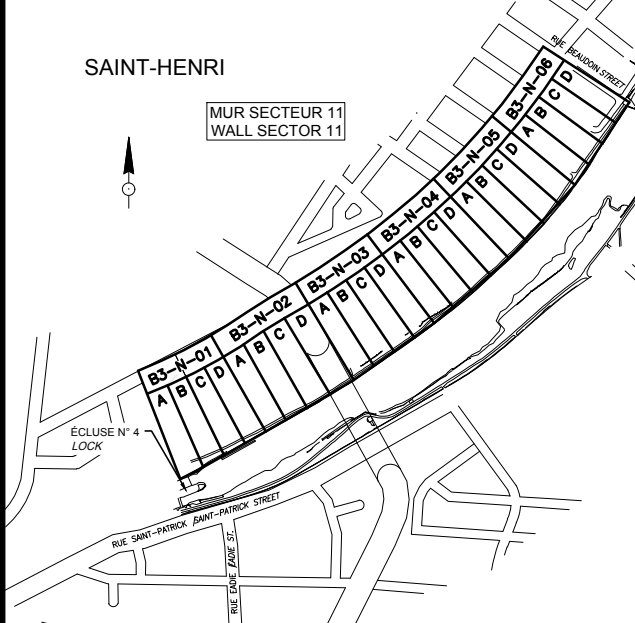 SAINT-HENRI
MUR SECTEUR 11
WALL SECTOR 11
RUE BEAUDOIN STREET
B3-N-06
A B C D
B3-N-05
A B C D
B3-N-04
A B C D
B3-N-03
A B C D
B3-N-02
A B C D
B3-N-01
A B C D
ÉCLUSE N° 4
LOCK
RUE SAINT-PATRICK /SAINT-PATRICK STREET
RUE EADIE /EADIE ST.